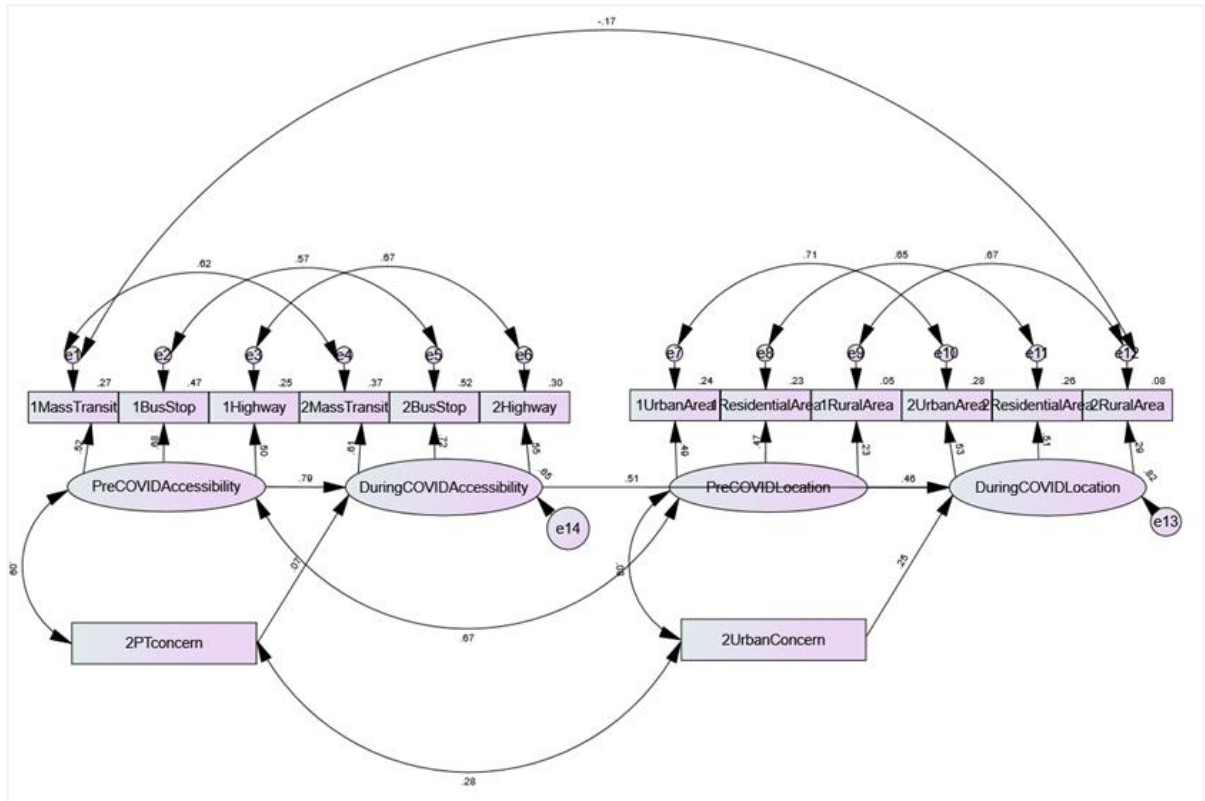 -.17
.62
.57
.67
.71
.65
.67
e1
e2
e3
e4
e5
e6
e7
e8
e9
e10
e11
e12
.27
.47
.25
.37
.52
.30
.24
.23
.05
.28
.26
.08
1MassTransit
1BusStop
1Highway
2MassTransit
2BusStop
2Highway
1UrbanArea
1ResidentialArea
1RuralArea
2UrbanArea
2ResidentialArea
2RuralArea
.52
.68
.50
.61
.72
.55
.49
.47
.23
.53
.51
.29
.65
.82
PreCOVIDAccessibility
.79
DuringCOVIDAccessibility
.51
PreCOVIDLocation
.46
DuringCOVIDLocation
e14
e13
.07
.25
.67
2PTconcern
2UrbanConcern
.28